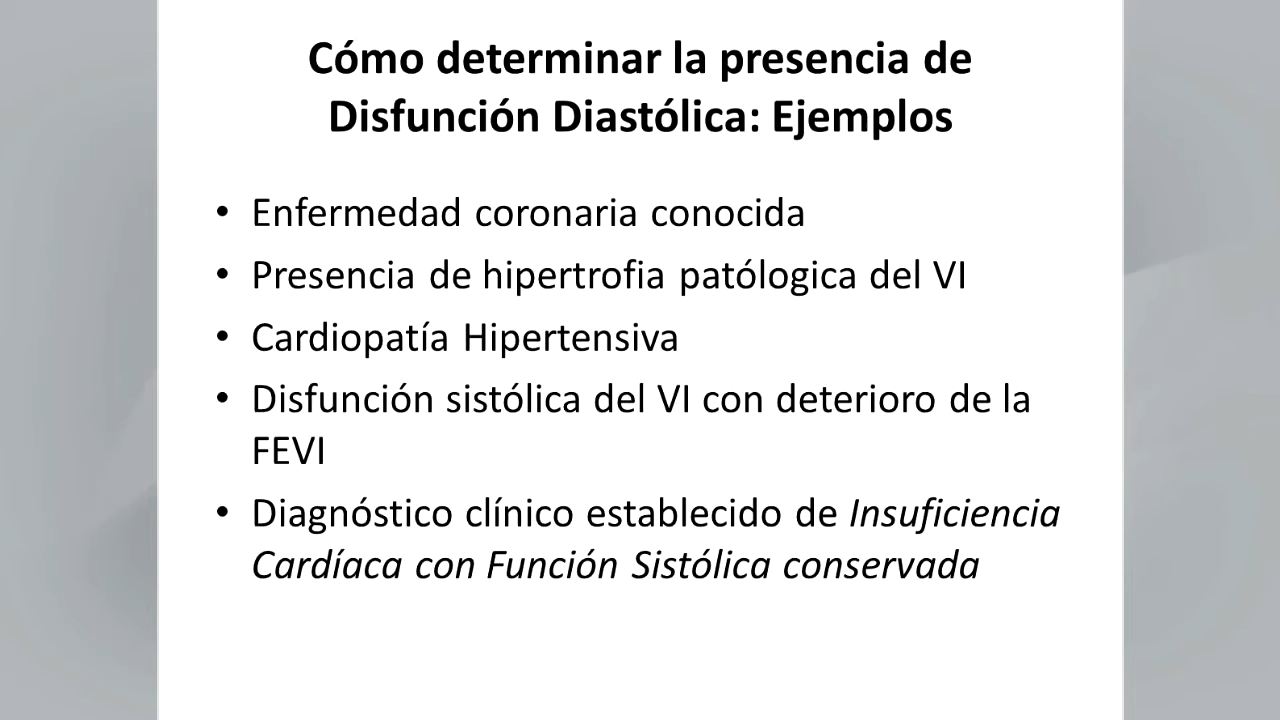 Cómo determinar la presencia de
Disfunción Diastólica: Ejemplos
• Enfermedad coronaria conocida
• Presencia de hipertrofia patólogica del VI
• Cardiopatía Hipertensiva
• Disfunción sistólica del VI con deterioro de la
FEVI
• Diagnóstico clínico establecido de Insuficiencia
Cardíaca con Función Sistólica conservada